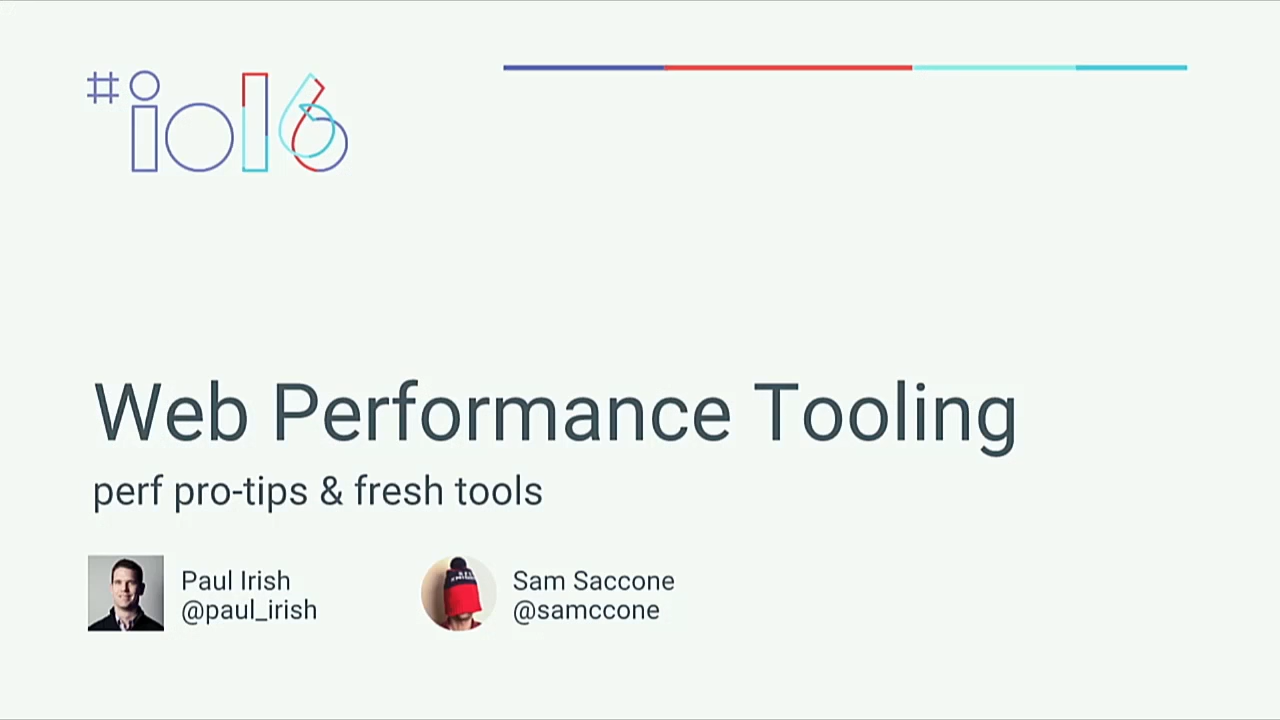 #io16
Web Performance Tooling
perf pro-tips & fresh tools
Paul Irish
@paul_irish
Sam Saccone
@samccone